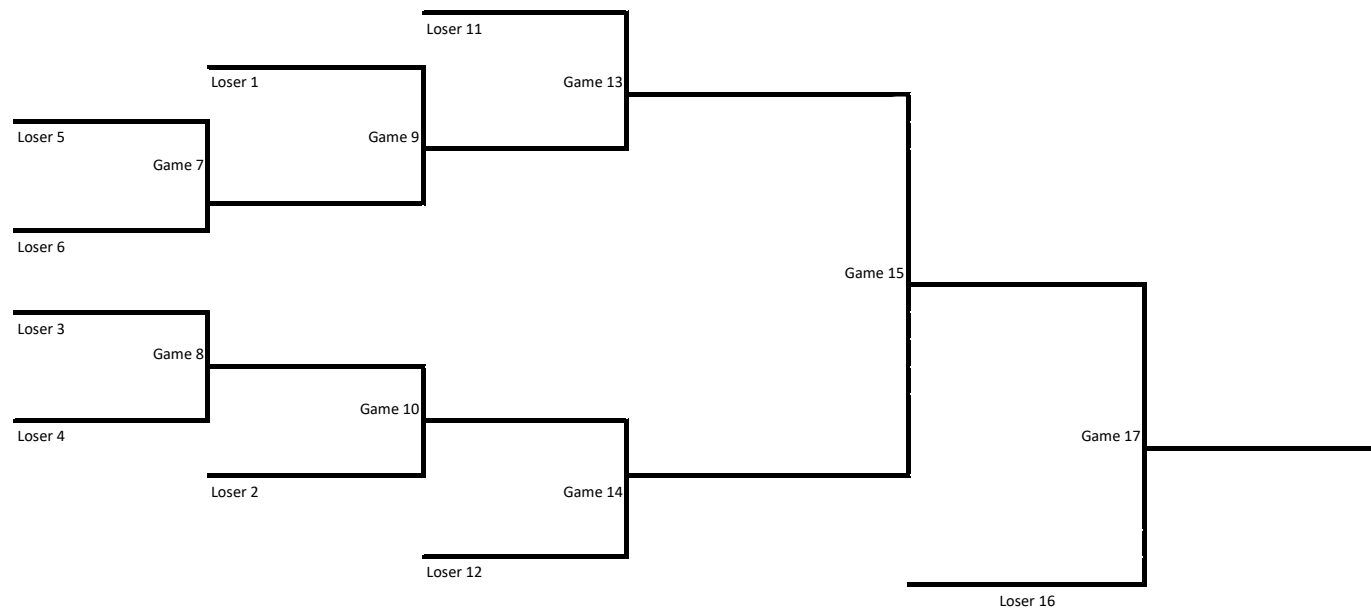 Loser 11
Loser 1
Game 13
Loser 5
Game 9
Game 7
Loser 6
Game 15
Loser 3
Game 8
Game 10
Loser 4
Game 17
Loser 2
Game 14
Loser 12
Loser 16